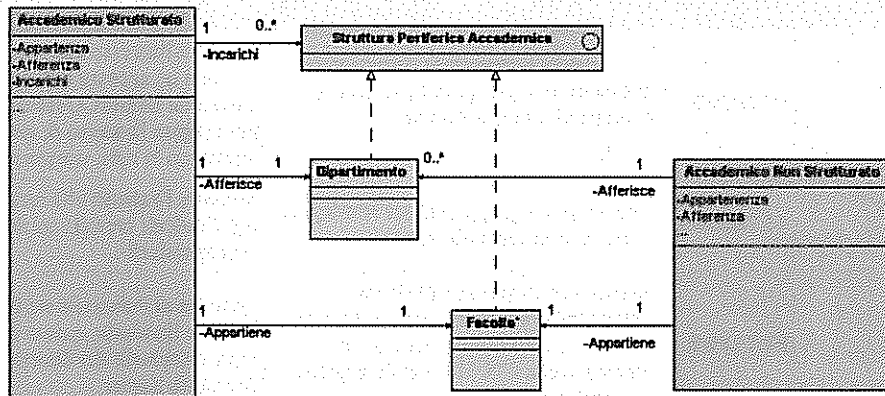 Accademico Strutturato
-Appartenza
-Afferenza
-Incarichi
...
1
0..*
-Incarichi
Struttura Periferica Accademica
1
1
-Afferisce
Dipartimento
0..*
1
-Afferisce
Accademico Non Strutturato
-Appartenenza
-Afferenza
...
1
1
-Appartiene
Facolta'
1
1
-Appartiene